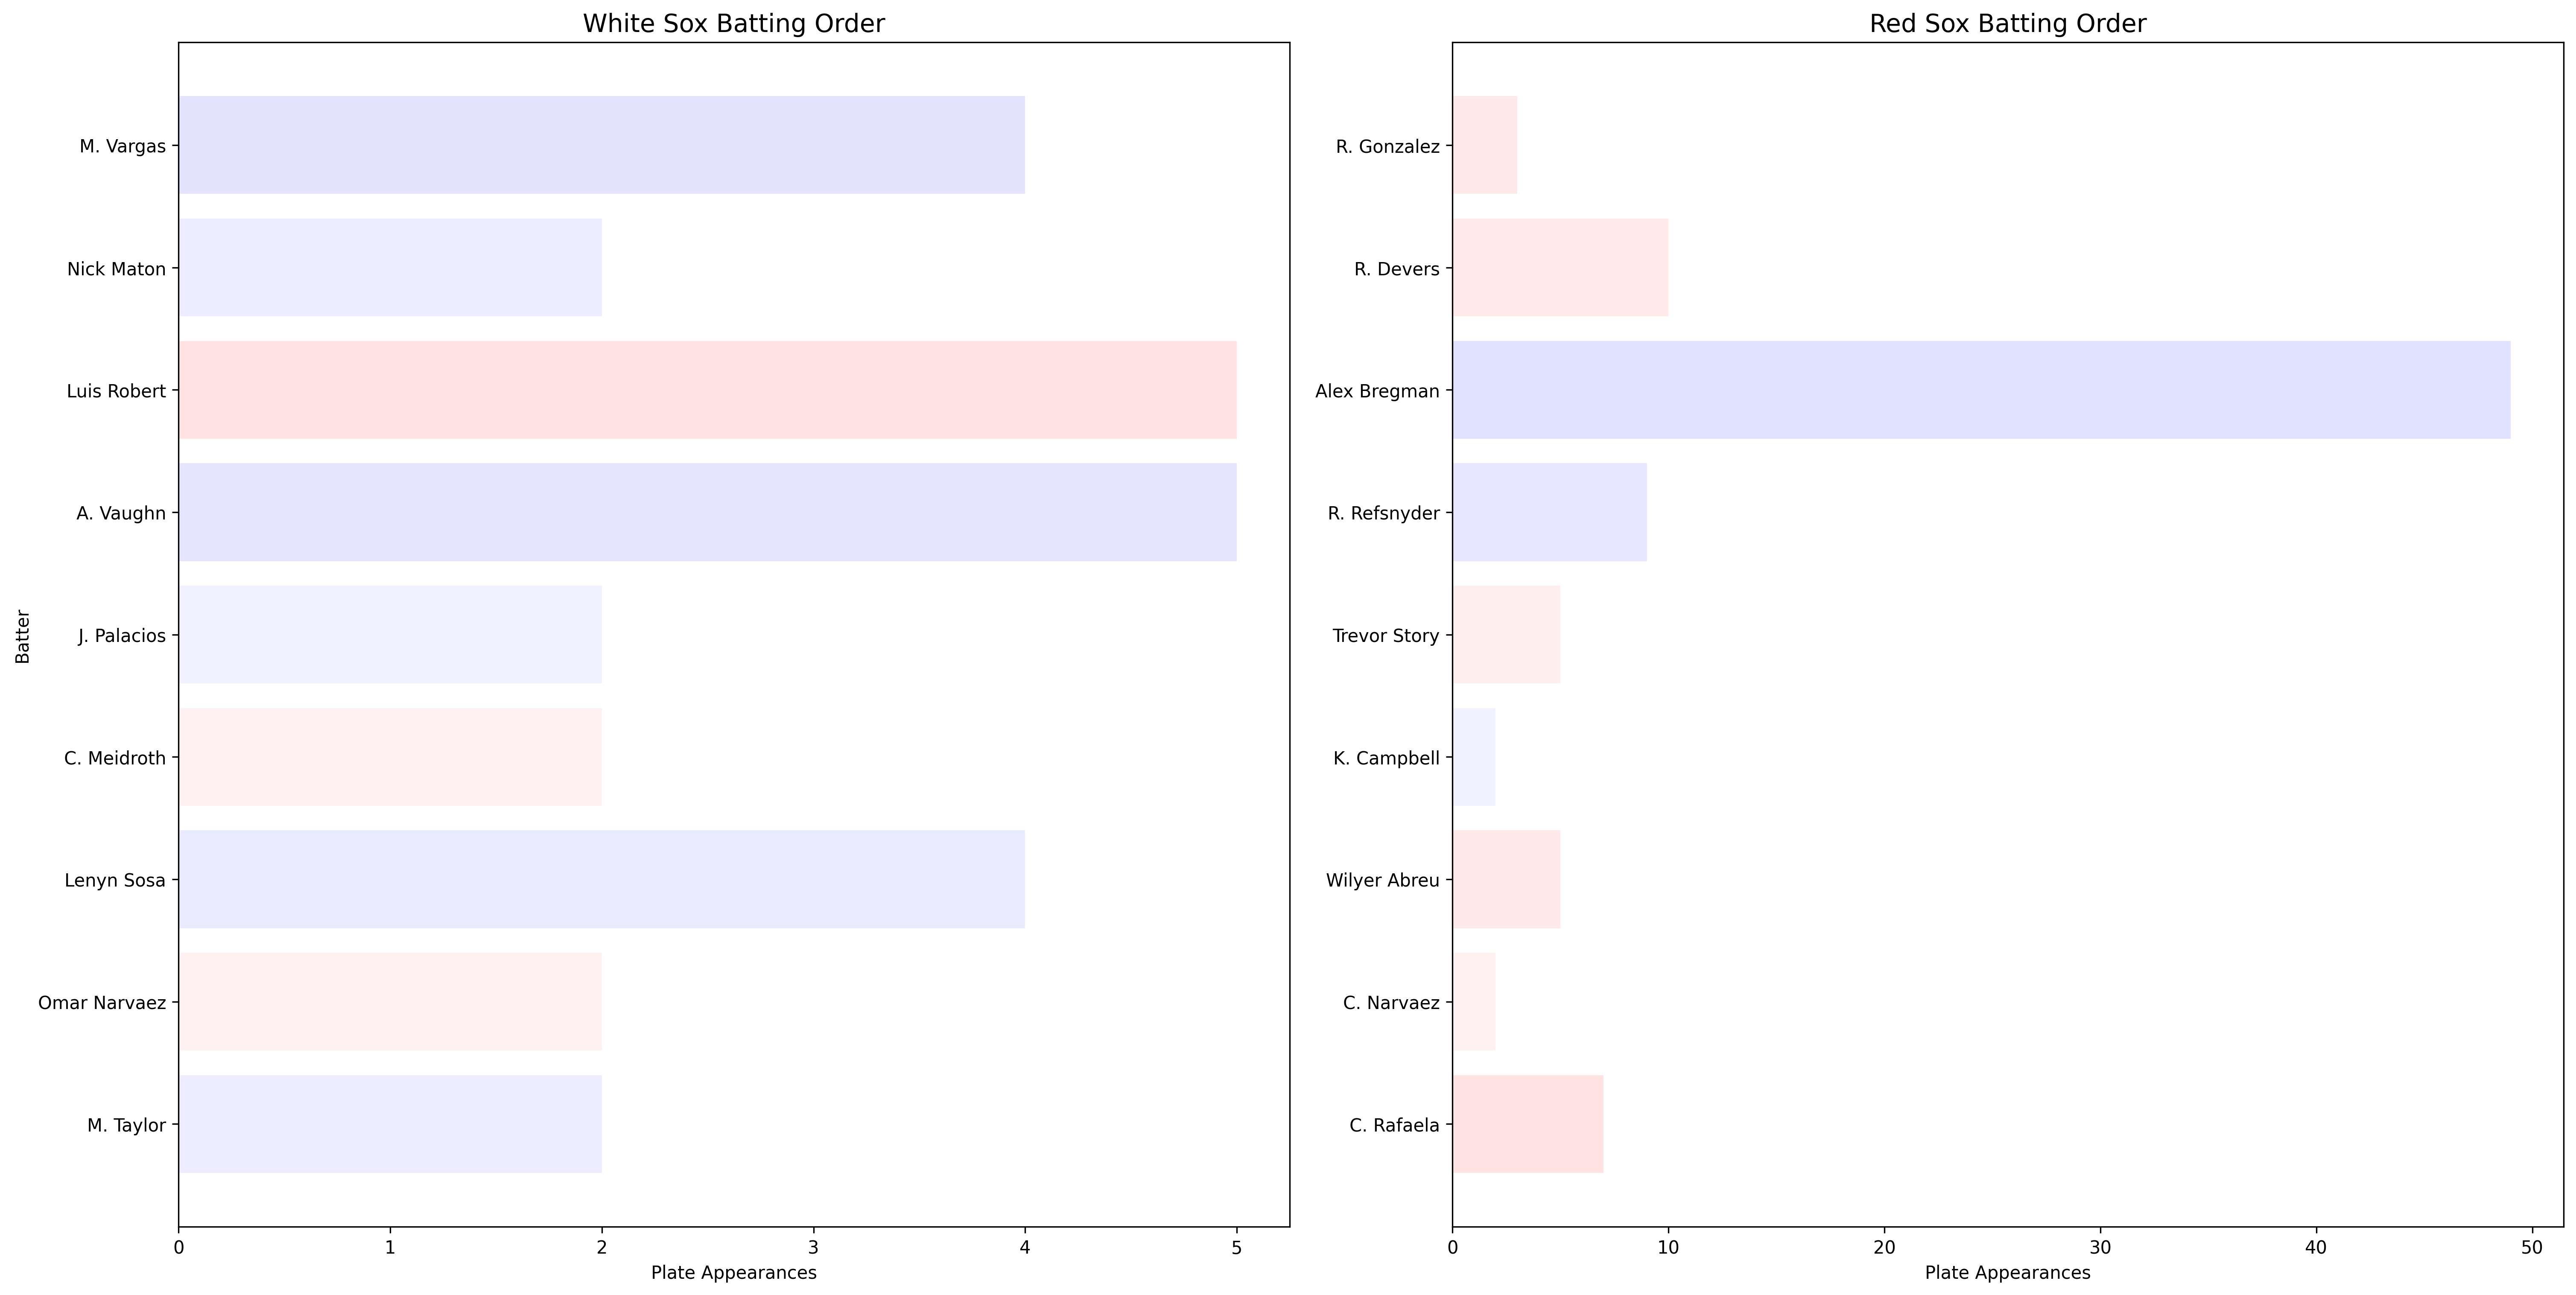 White Sox Batting Order
Batter
M. Vargas
Nick Maton
Luis Robert
A. Vaughn
J. Palacios
C. Meidroth
Lenyn Sosa
Omar Narvaez
M. Taylor
0 1 2 3 4 5
Plate Appearances
Red Sox Batting Order
R. Gonzalez
R. Devers
Alex Bregman
R. Refsnyder
Trevor Story
K. Campbell
Wilyer Abreu
C. Narvaez
C. Rafaela
0 10 20 30 40 50
Plate Appearances